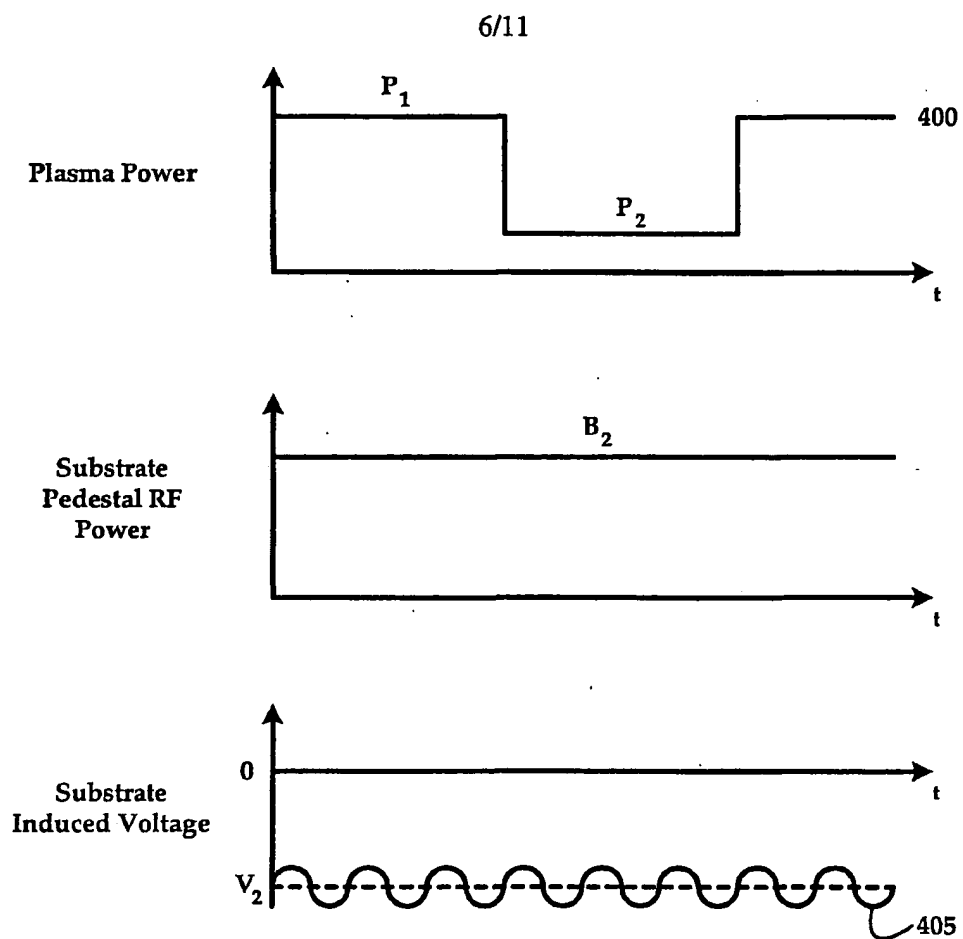 6/11
P1
400
Plasma Power
P2
t
B2
Substrate
Pedestal RF
Power
t
0
t
Substrate
Induced Voltage
V2
405